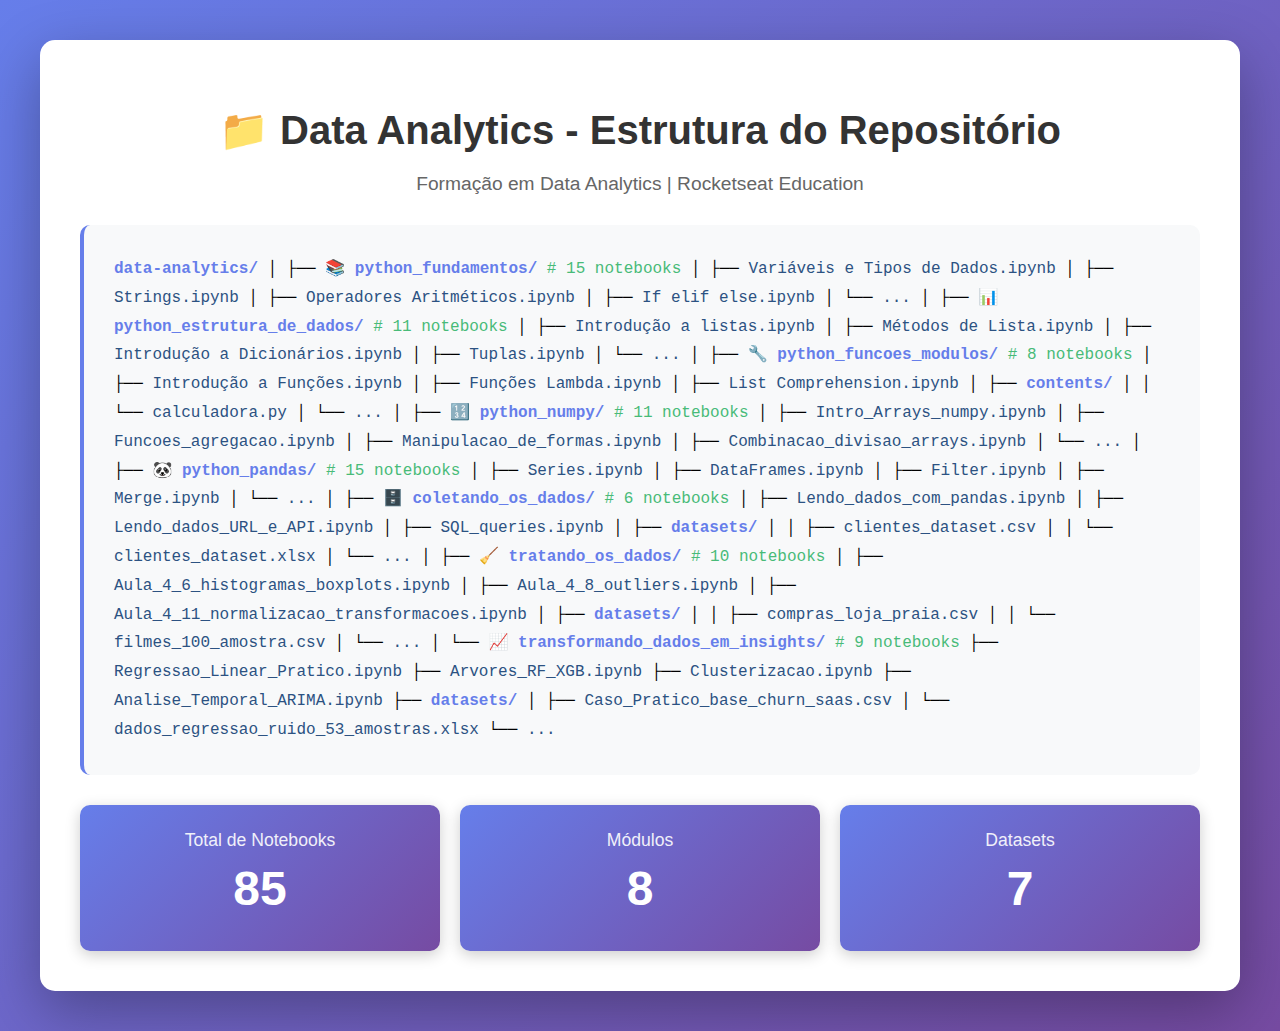 📁 Data Analytics - Estrutura do Repositório
Formação em Data Analytics | Rocketseat Education
data-analytics/ │ ├── 📚 python_fundamentos/ # 15 notebooks │ ├── Variáveis e Tipos de Dados.ipynb │ ├──
Strings.ipynb │ ├── Operadores Aritméticos.ipynb │ ├── If elif else.ipynb │ └── ... │ ├── 📊
python_estrutura_de_dados/ # 11 notebooks │ ├── Introdução a listas.ipynb │ ├── Métodos de Lista.ipynb │ ├──
Introdução a Dicionários.ipynb │ ├── Tuplas.ipynb │ └── ... │ ├── 🔧 python_funcoes_modulos/ # 8 notebooks │
├── Introdução a Funções.ipynb │ ├── Funções Lambda.ipynb │ ├── List Comprehension.ipynb │ ├── contents/ │ │
└── calculadora.py │ └── ... │ ├── 🔢 python_numpy/ # 11 notebooks │ ├── Intro_Arrays_numpy.ipynb │ ├──
Funcoes_agregacao.ipynb │ ├── Manipulacao_de_formas.ipynb │ ├── Combinacao_divisao_arrays.ipynb │ └── ... │
├── 🐼 python_pandas/ # 15 notebooks │ ├── Series.ipynb │ ├── DataFrames.ipynb │ ├── Filter.ipynb │ ├──
Merge.ipynb │ └── ... │ ├── 🗄️ coletando_os_dados/ # 6 notebooks │ ├── Lendo_dados_com_pandas.ipynb │ ├──
Lendo_dados_URL_e_API.ipynb │ ├── SQL_queries.ipynb │ ├── datasets/ │ │ ├── clientes_dataset.csv │ │ └──
clientes_dataset.xlsx │ └── ... │ ├── 🧹 tratando_os_dados/ # 10 notebooks │ ├──
Aula_4_6_histogramas_boxplots.ipynb │ ├── Aula_4_8_outliers.ipynb │ ├──
Aula_4_11_normalizacao_transformacoes.ipynb │ ├── datasets/ │ │ ├── compras_loja_praia.csv │ │ └──
filmes_100_amostra.csv │ └── ... │ └── 📈 transformando_dados_em_insights/ # 9 notebooks ├──
Regressao_Linear_Pratico.ipynb ├── Arvores_RF_XGB.ipynb ├── Clusterizacao.ipynb ├──
Analise_Temporal_ARIMA.ipynb ├── datasets/ │ ├── Caso_Pratico_base_churn_saas.csv │ └──
dados_regressao_ruido_53_amostras.xlsx └── ...
Total de Notebooks
85
Módulos
8
Datasets
7